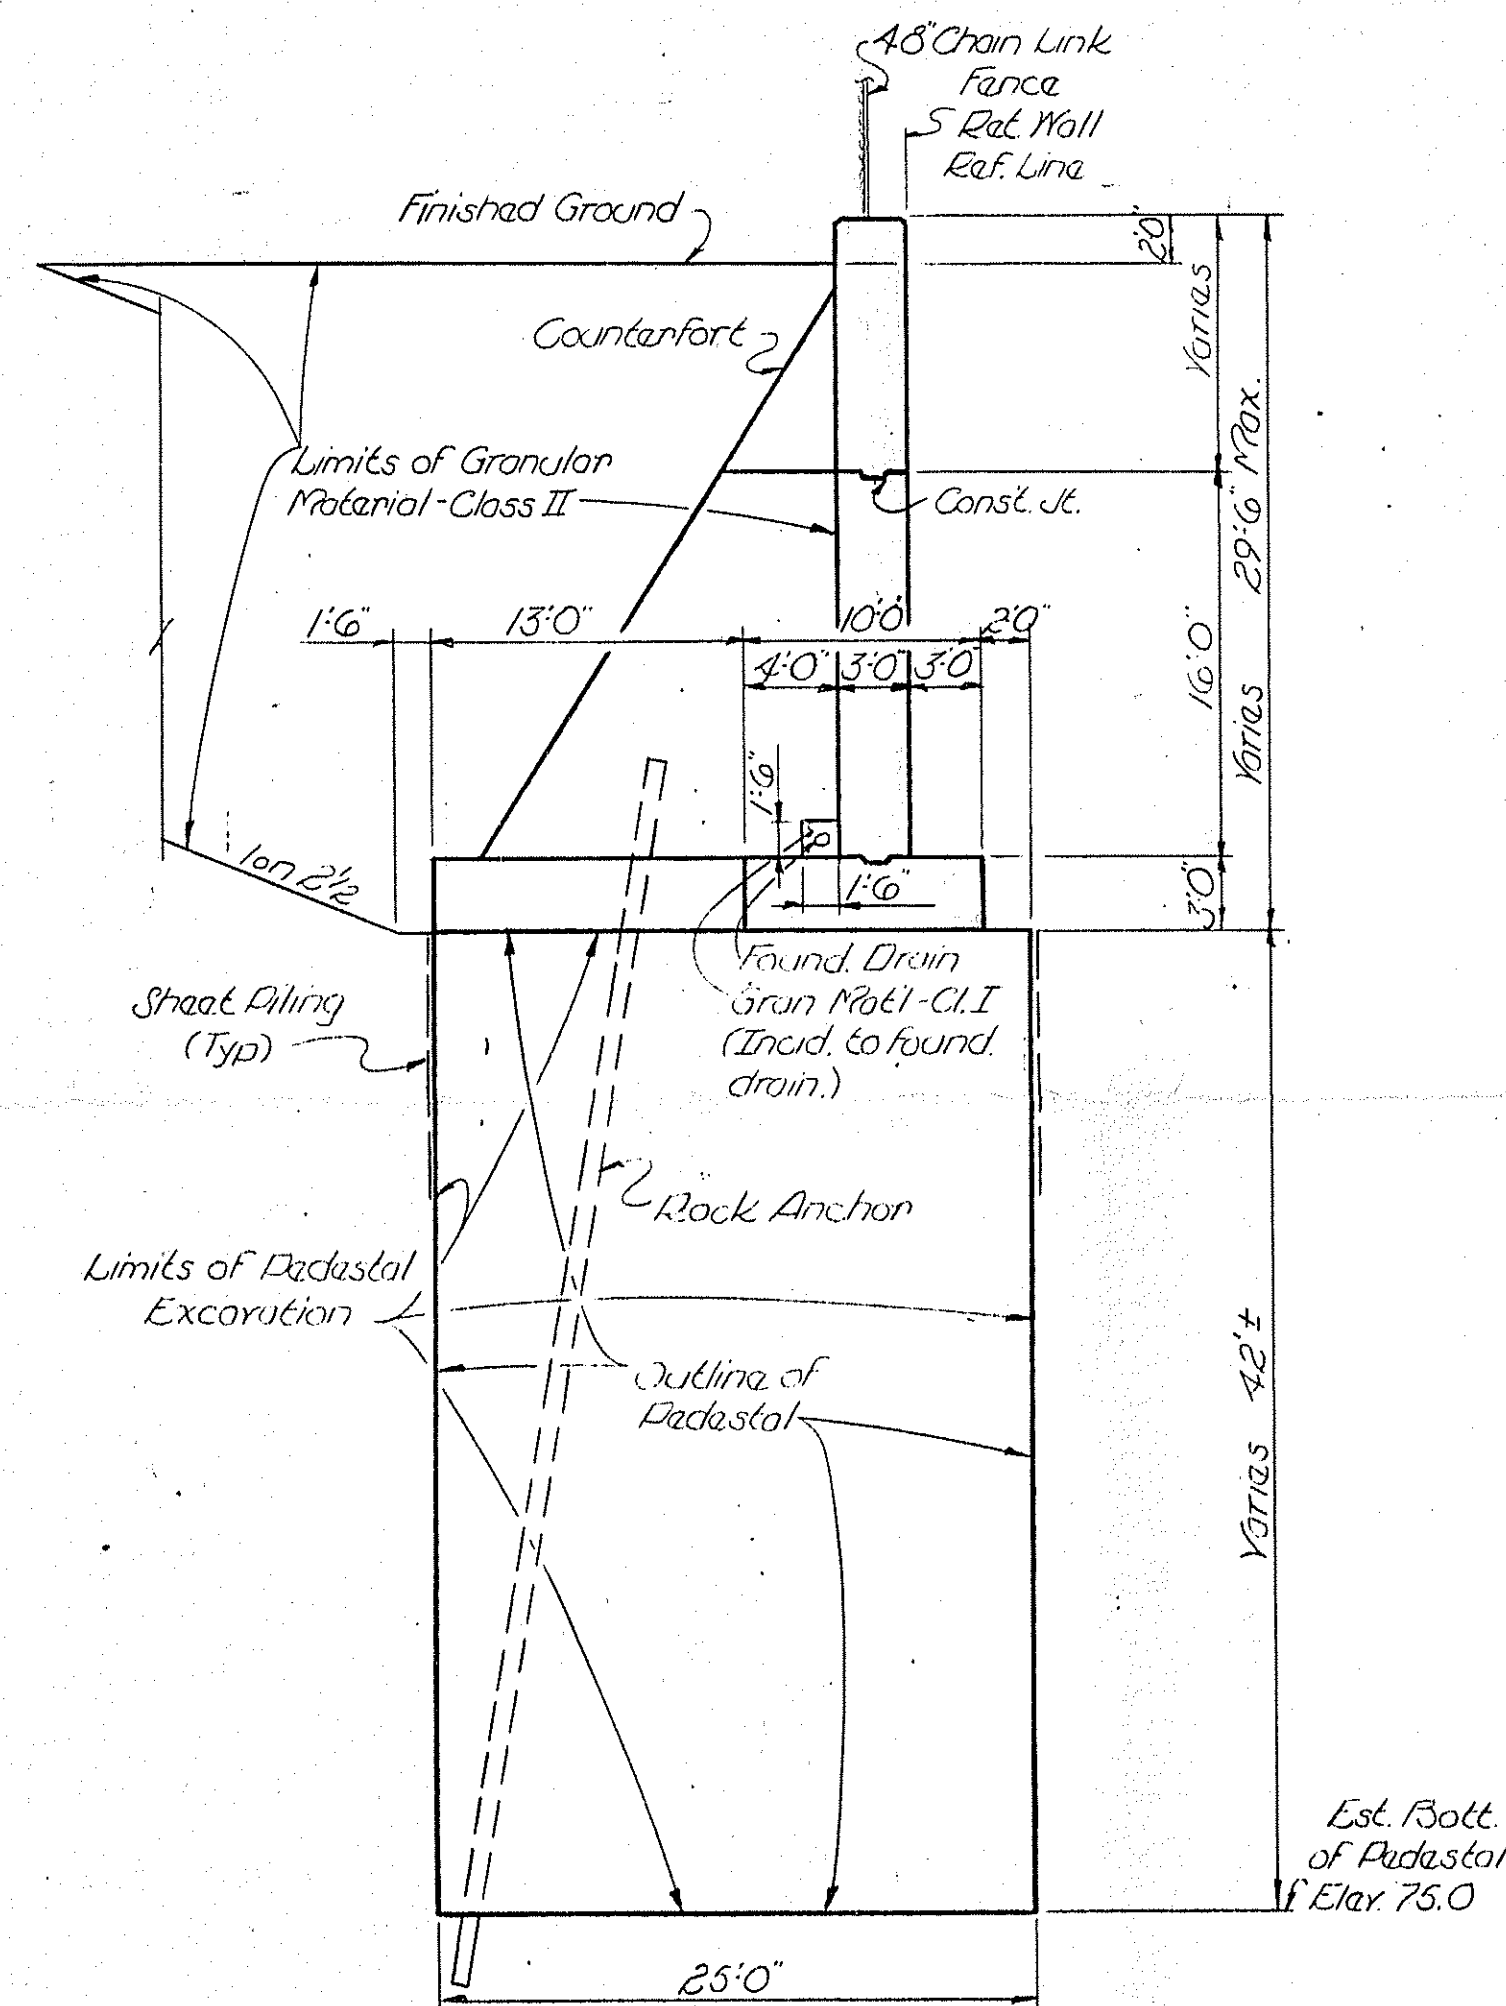 48" Chain Link
Fence
S Ret. Wall
Ref. Line
Finished Ground
2'0"
Varies
Counterfort
29'-6" Max.
Varies
Limits of Granular
Material - Class II
Const. Jt.
1'-6"
13'-0"
10'-0"
2'0"
4'-0"
3'-0"
3'-0"
16'-0"
1'-6"
8"
1 on 2 1/2
1'-6"
3'-0"
Found. Drain
Gran Mat'l - Cl. I
(Incid. to found.
drain.)
Sheet Piling
(Typ)
Rock Anchor
Limits of Pedestal
Excavation
Outline of
Pedestal
Varies 42'±
Est. Bott.
of Pedestal
Elev. 75.0
25'-0"